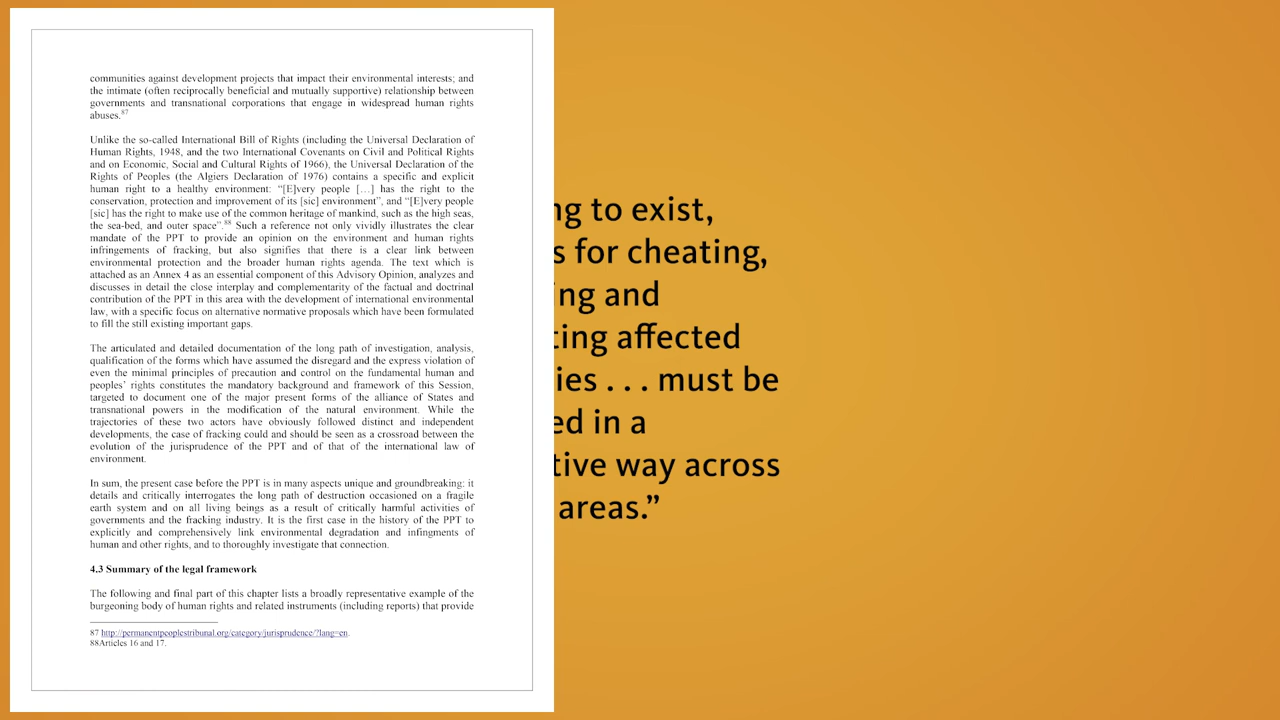 communities against development projects that impact their environmental interests; and
the intimate (often reciprocally beneficial and mutually supportive) relationship between
governments and transnational corporations that engage in widespread human rights
abuses.87
Unlike the so-called International Bill of Rights (including the Universal Declaration of
Human Rights, 1948, and the two International Covenants on Civil and Political Rights
and on Economic, Social and Cultural Rights of 1966), the Universal Declaration of the
Rights of Peoples (the Algiers Declaration of 1976) contains a specific and explicit
human right to a healthy environment: “[E]very people […] has the right to the
conservation, protection and improvement of its [sic] environment”, and “[E]very people
[sic] has the right to make use of the common heritage of mankind, such as the high seas,
the sea-bed, and outer space”.88 Such a reference not only vividly illustrates the clear
mandate of the PPT to provide an opinion on the environment and human rights
infringements of fracking, but also signifies that there is a clear link between
environmental protection and the broader human rights agenda. The text which is
attached as an Annex 4 as an essential component of this Advisory Opinion, analyzes and
discusses in detail the close interplay and complementarity of the factual and doctrinal
contribution of the PPT in this area with the development of international environmental
law, with a specific focus on alternative normative proposals which have been formulated
to fill the still existing important gaps.
The articulated and detailed documentation of the long path of investigation, analysis,
qualification of the forms which have assumed the disregard and the express violation of
even the minimal principles of precaution and control on the fundamental human and
peoples’ rights constitutes the mandatory background and framework of this Session,
targeted to document one of the major present forms of the alliance of States and
transnational powers in the modification of the natural environment. While the
trajectories of these two actors have obviously followed distinct and independent
developments, the case of fracking could and should be seen as a crossroad between the
evolution of the jurisprudence of the PPT and of that of the international law of
environment.
In sum, the present case before the PPT is in many aspects unique and groundbreaking: it
details and critically interrogates the long path of destruction occasioned on a fragile
earth system and on all living beings as a result of critically harmful activities of
governments and the fracking industry. It is the first case in the history of the PPT to
explicitly and comprehensively link environmental degradation and infingments of
human and other rights, and to thoroughly investigate that connection.
4.3 Summary of the legal framework
The following and final part of this chapter lists a broadly representative example of the
burgeoning body of human rights and related instruments (including reports) that provide
87 http://permanentpeoplestribunal.org/category/jurisprudence/?lang=en.
88Articles 16 and 17.
ng to exist,
s for cheating,
ing and
ting affected
ies . . . must be
ed in a
tive way across
areas.”